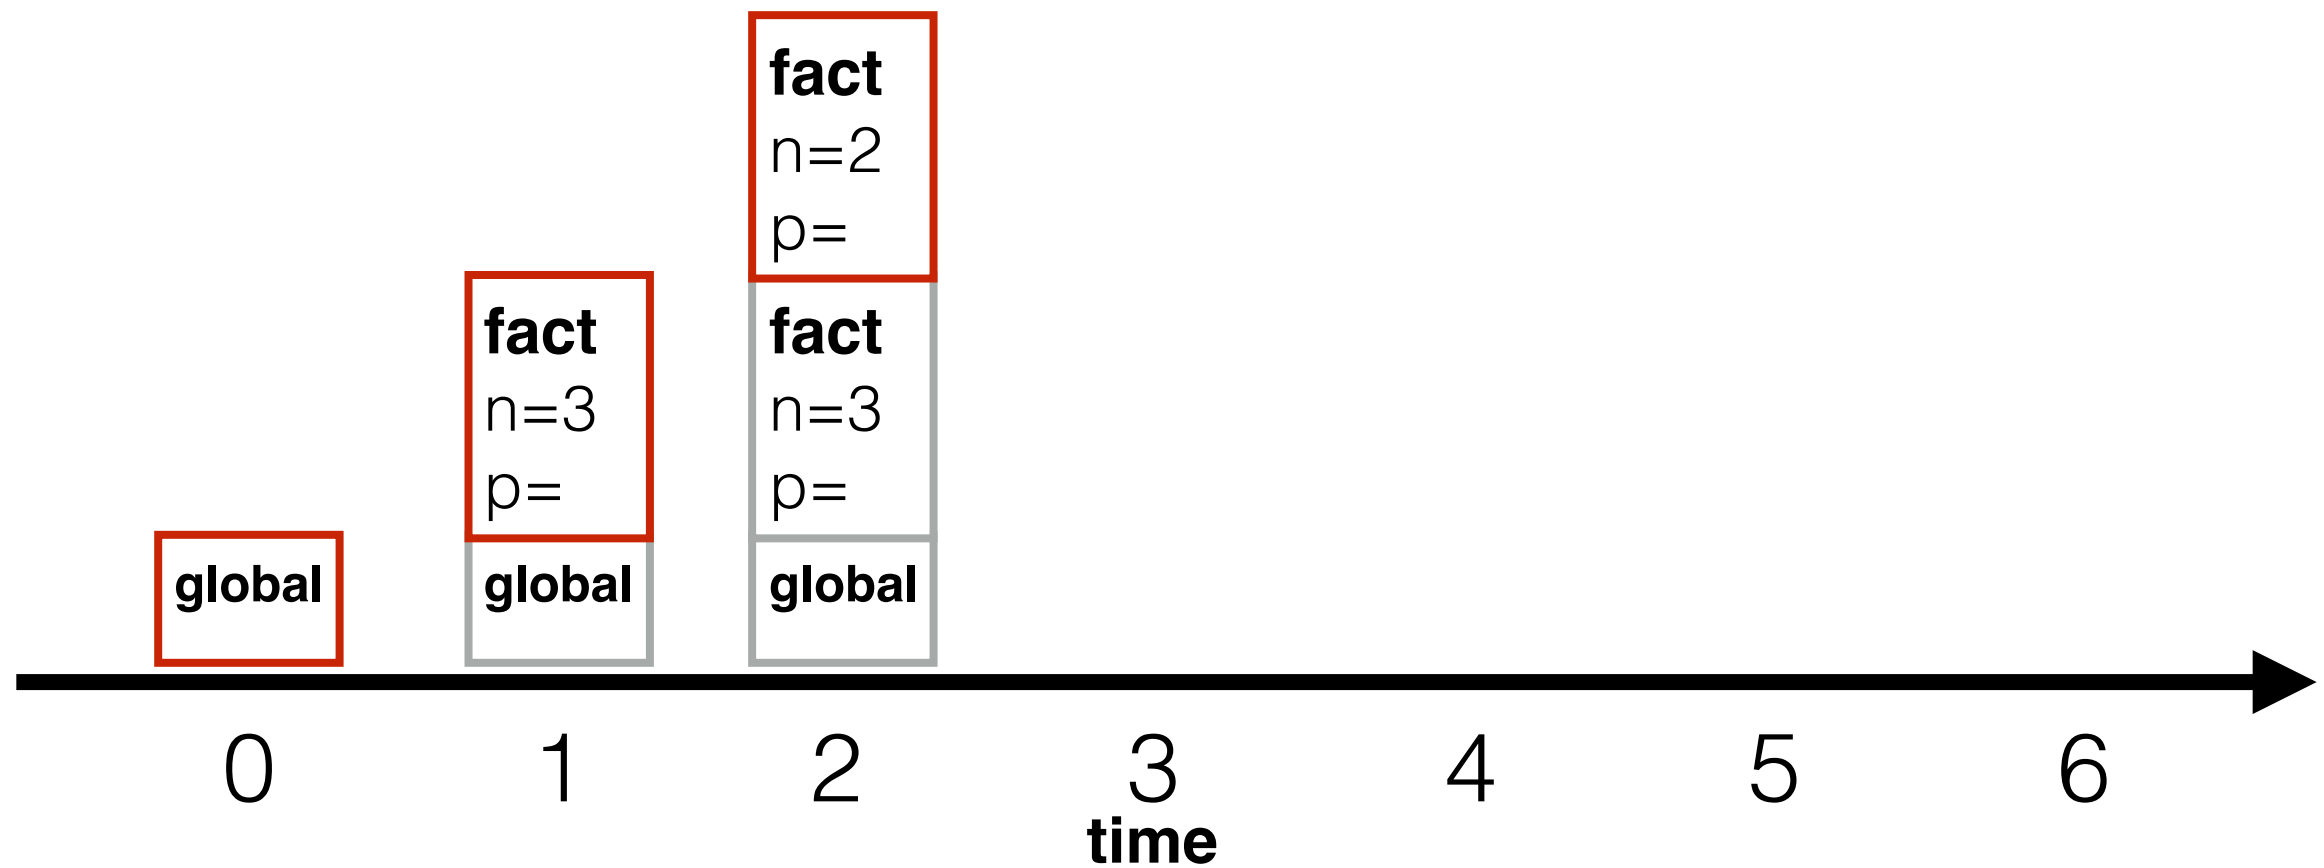 global
fact
n=3
p=
global
fact
n=2
p=
fact
n=3
p=
global
0 1 2 3 4 5 6
time